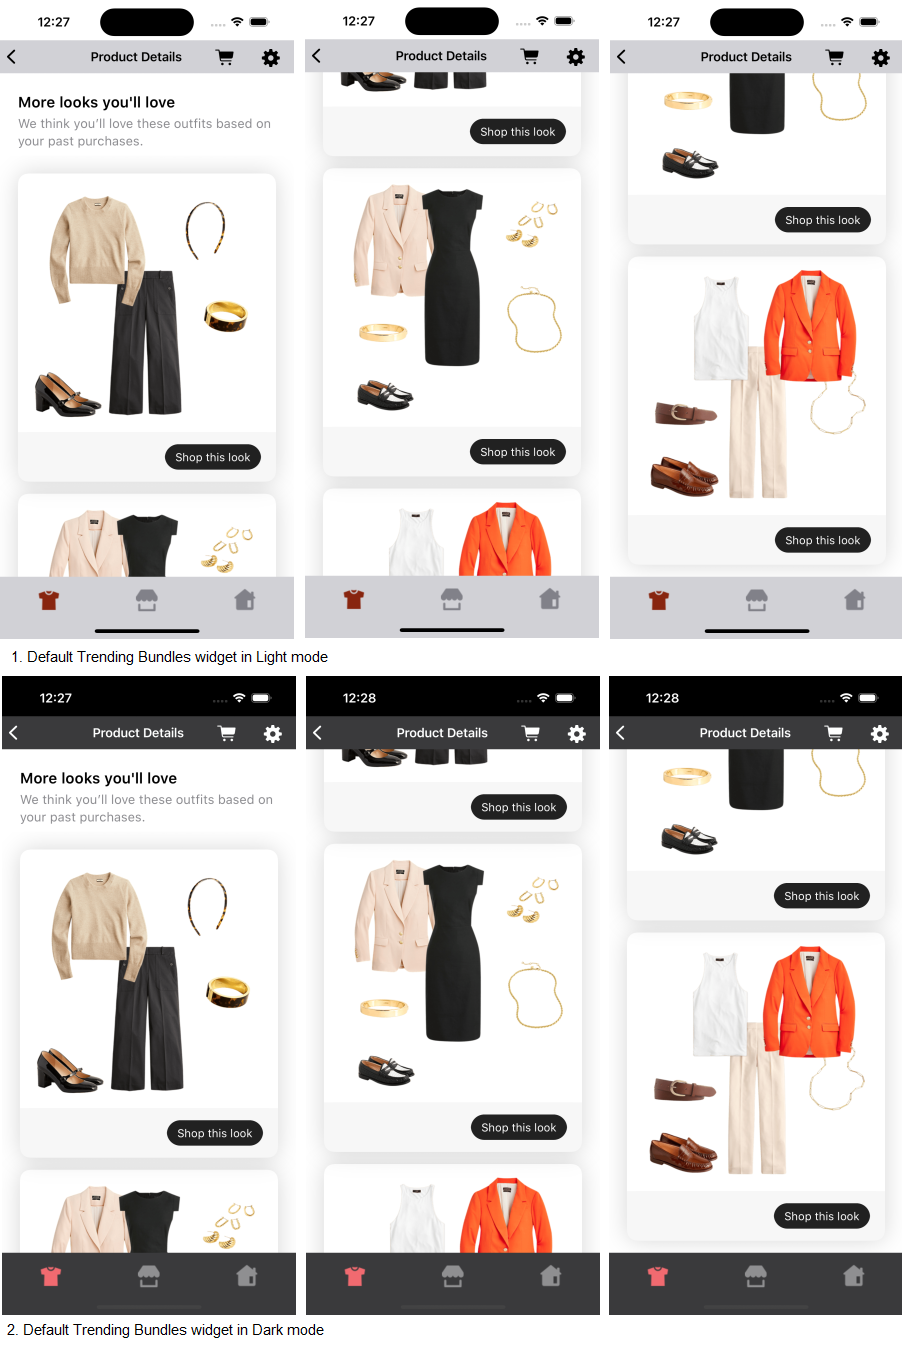 12:27
12:27
12:27
Product Details
Product Details
Product Details
More looks you'll love
We think you'll love these outfits based on
your past purchases.
Shop this look
Shop this look
Shop this look
Shop this look
Shop this look
1. Default Trending Bundles widget in Light mode
12:27
12:28
12:28
Product Details
Product Details
Product Details
More looks you'll love
We think you'll love these outfits based on
your past purchases.
Shop this look
Shop this look
Shop this look
Shop this look
Shop this look
2. Default Trending Bundles widget in Dark mode